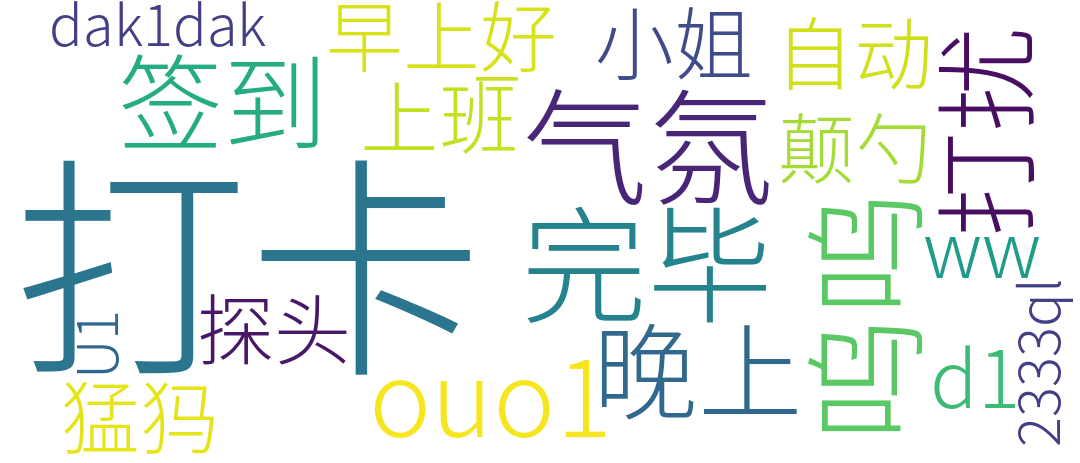 dak1dak
早上好
小姐
自动
打扰
签到
上班
气氛
颠勺
打卡
完毕
呜呜
ww
探头
U1
晚上
d1
2333ql
猛犸
ouo1